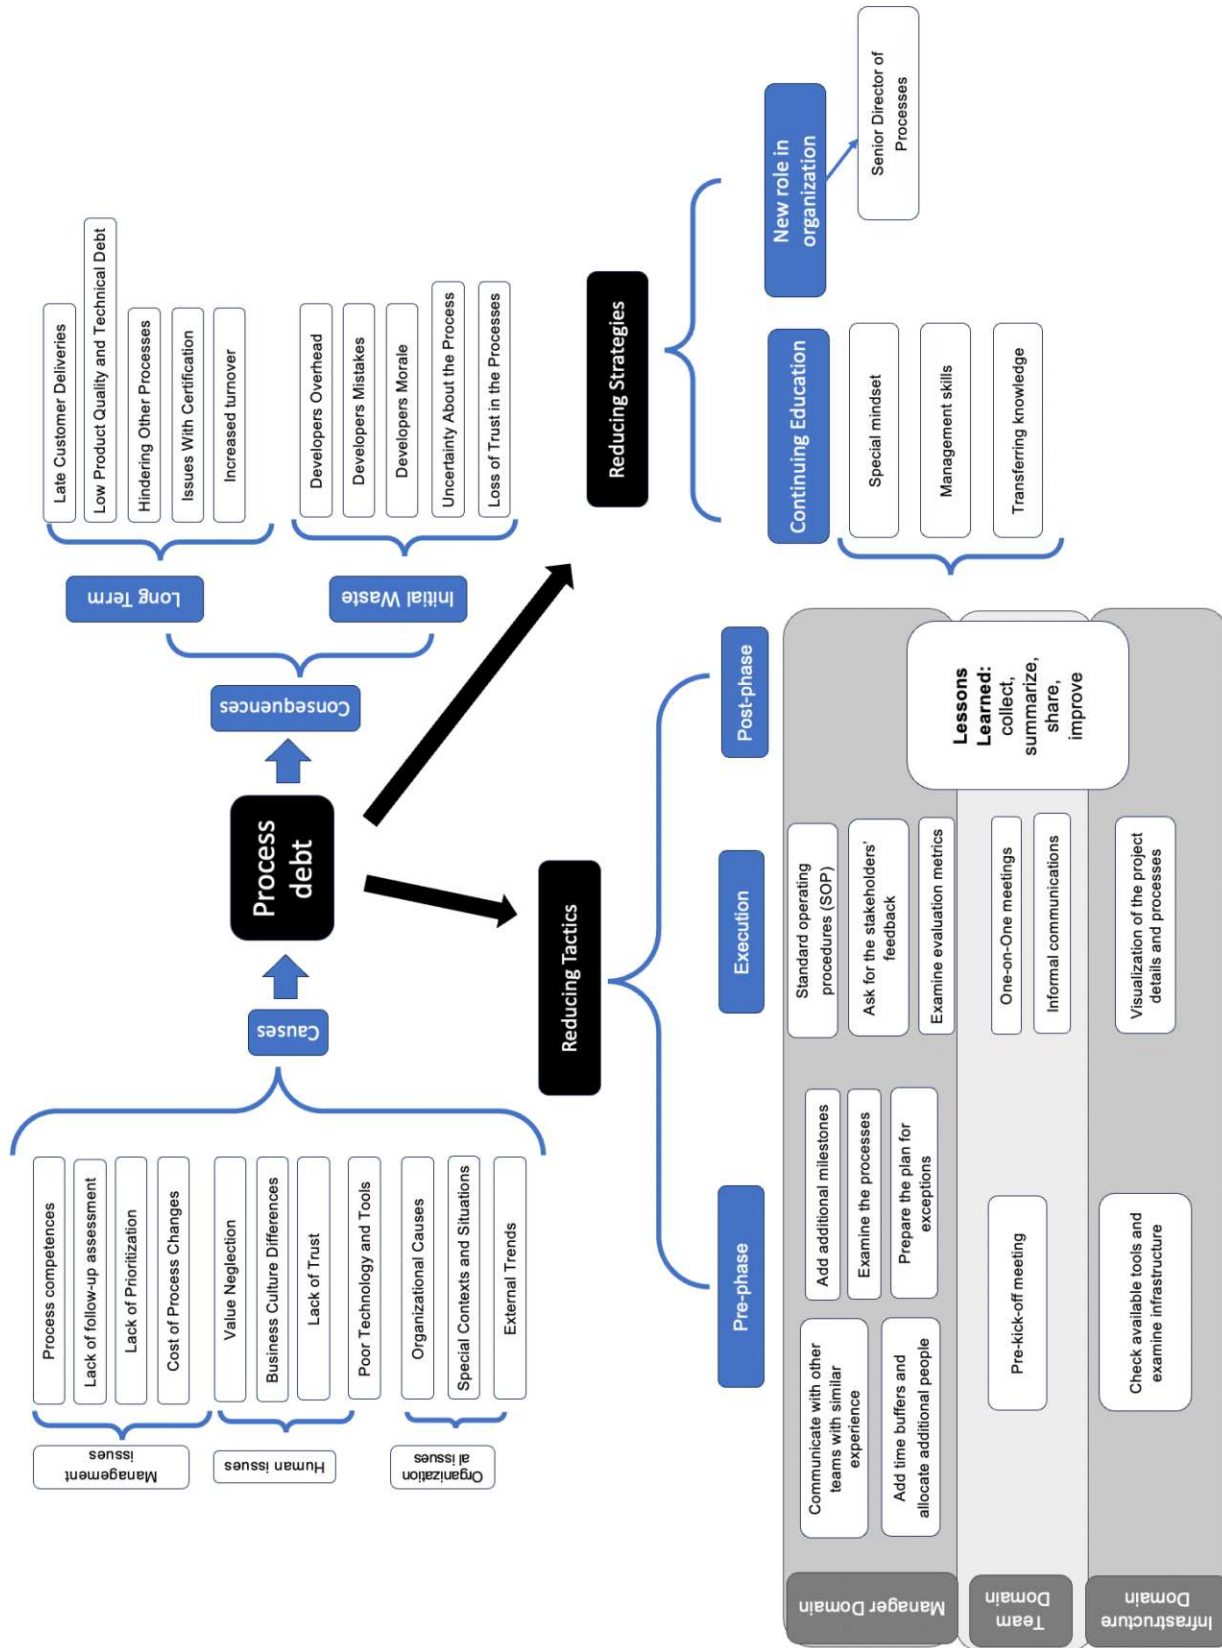 Process competences
Lack of follow-up assessment
Lack of Prioritization
Cost of Process Changes
Management
issues
Value Neglection
Business Culture Differences
Lack of Trust
Human issues
Poor Technology and Tools
Organizational Causes
Special Contexts and Situations
External Trends
Organization
al issues
Causes
Process
debt
Consequences
Long Term
Late Customer Deliveries
Low Product Quality and Technical Debt
Hindering Other Processes
Issues With Certification
Increased turnover
Initial Waste
Developers Overhead
Developers Mistakes
Developers Morale
Uncertainty About the Process
Loss of Trust in the Processes
Reducing Tactics
Reducing Strategies
Pre-phase
Execution
Post-phase
Continuing Education
New role in
organization
Special mindset
Management skills
Transferring knowledge
Senior Director of
Processes
Manager Domain
Communicate with other
teams with similar
experience
Add time buffers and
allocate additional people
Add additional milestones
Examine the processes
Prepare the plan for
exceptions
Standard operating
procedures (SOP)
Ask for the stakeholders'
feedback
Examine evaluation metrics
Team
Domain
Pre-kick-off meeting
One-on-One meetings
Informal communications
Lessons
Learned:
collect,
summarize,
share,
improve
Infrastructure
Domain
Check available tools and
examine infrastructure
Visualization of the project
details and processes